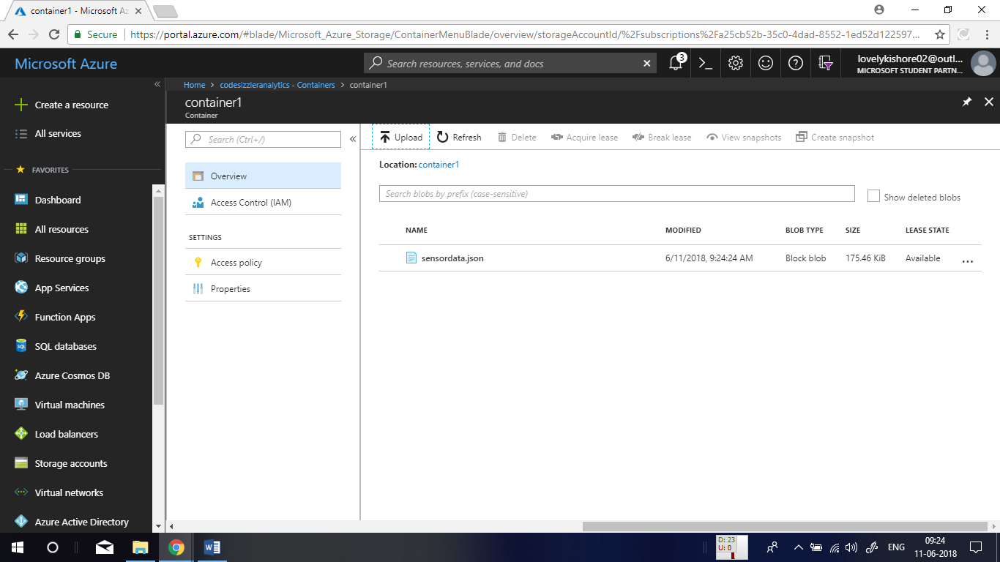 container1 - Microsoft Az
Secure
https://portal.azure.com/#blade/Microsoft_Azure_Storage/ContainerMenuBlade/overview/storageAccountId/%2Fsubscriptions%2Fa25cb52b-35c0-4dad-8552-1ed52d122597...
Microsoft Azure
Search resources, services, and docs
3
lovelykishore02@outl...
MICROSOFT STUDENT PARTN...
Home > codesizzleranalytics - Containers > container1
container1
Container
Create a resource
All services
FAVORITES
Dashboard
All resources
Resource groups
App Services
Function Apps
SQL databases
Azure Cosmos DB
Virtual machines
Load balancers
Storage accounts
Virtual networks
Azure Active Directory
Search (Ctrl+/)
Overview
Access Control (IAM)
SETTINGS
Access policy
Properties
Upload Refresh Delete Acquire lease Break lease View snapshots Create snapshot
Location: container1
Search blobs by prefix (case-sensitive)
Show deleted blobs
NAME MODIFIED BLOB TYPE SIZE LEASE STATE
sensordata.json 6/11/2018, 9:24:24 AM Block blob 175.46 KiB Available ...
D: 23
U: 0
ENG
09:24
11-06-2018